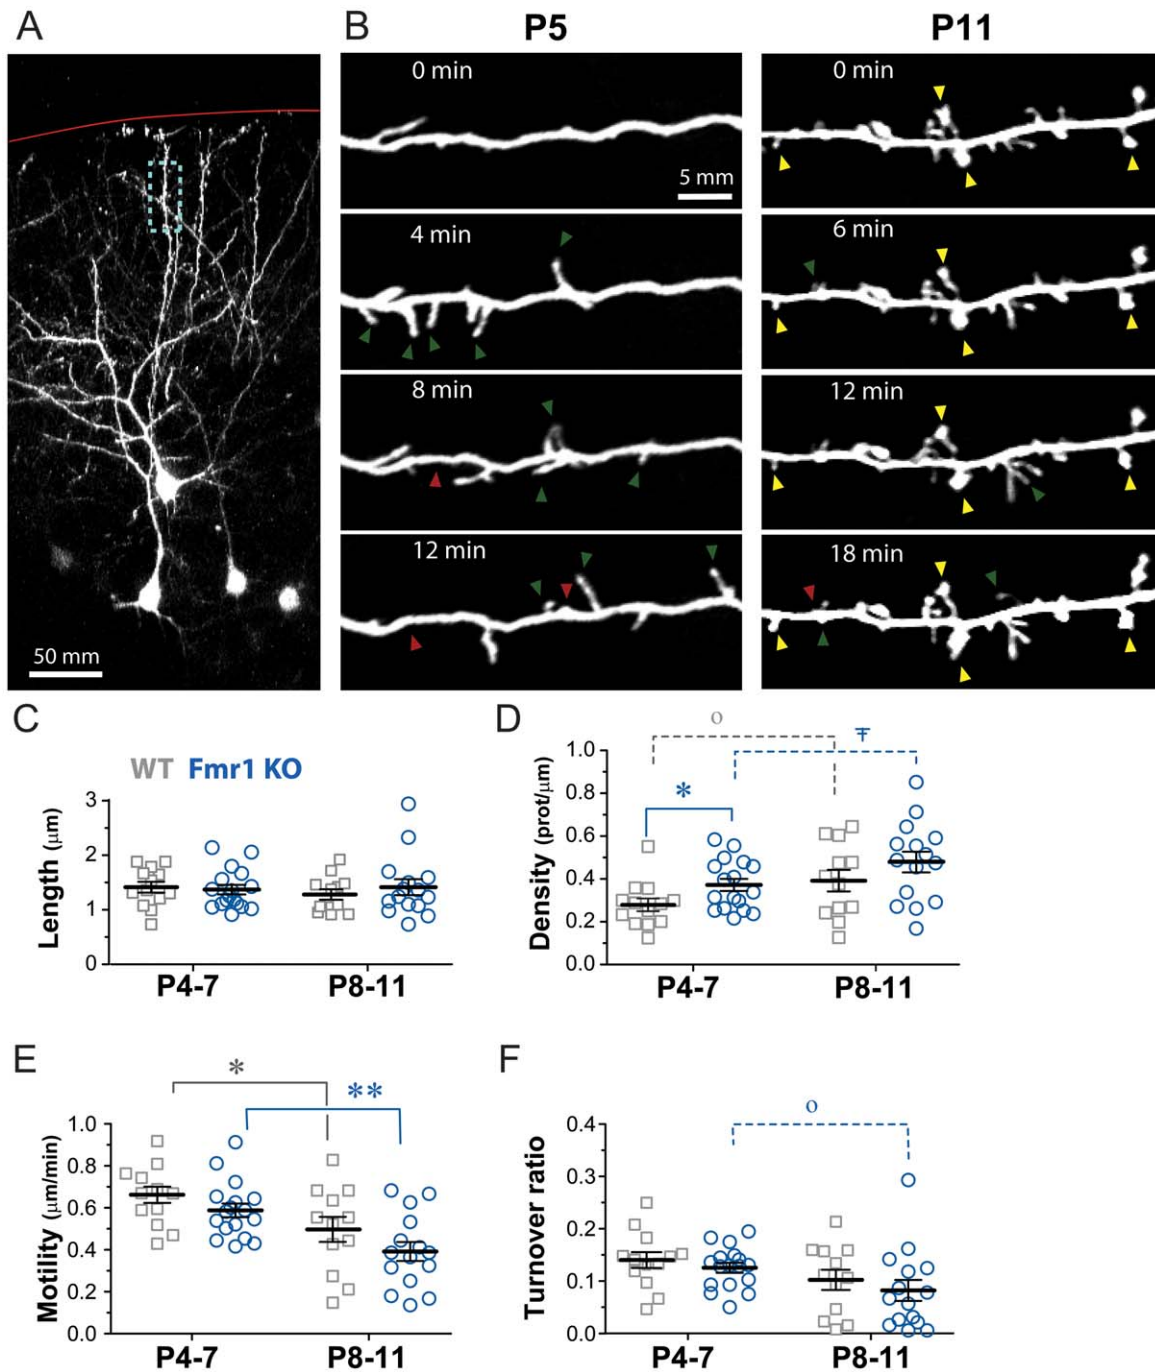 A
B
P5
P11
0 min
5 mm
0 min
4 min
6 min
8 min
12 min
12 min
18 min
50 mm
C
D
WT Fmr1 KO
Length (μm)
3
2
1
0
P4-7
P8-11
Density (prot/μm)
1.0
0.8
0.6
0.4
0.2
0.0
*
o
Ŧ
P4-7
P8-11
E
F
Motility (μm/min)
1.0
0.8
0.6
0.4
0.2
0.0
*
**
P4-7
P8-11
Turnover ratio
0.4
0.3
0.2
0.1
0.0
o
P4-7
P8-11